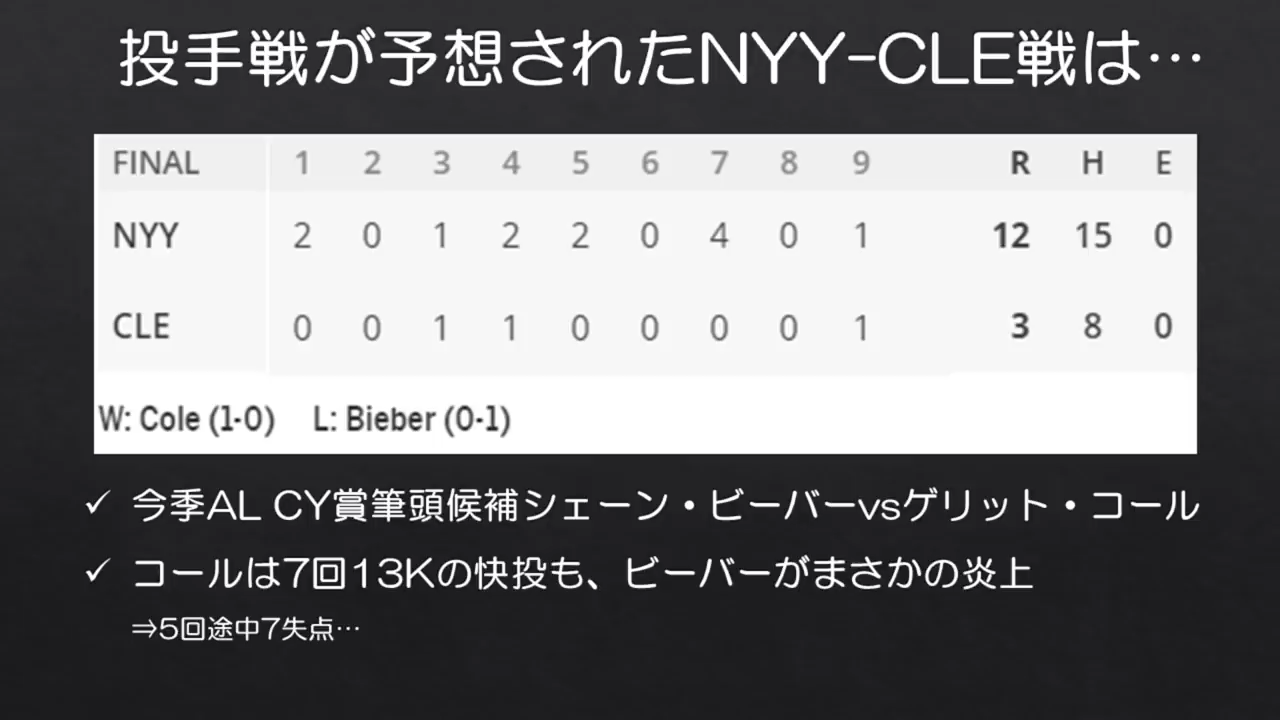 投手戦が予想されたNYY-CLE戦は…
FINAL 1 2 3 4 5 6 7 8 9 R H E
NYY 2 0 1 2 2 0 4 0 1 12 15 0
CLE 0 0 1 1 0 0 0 0 1 3 8 0
W: Cole (1-0) L: Bieber (0-1)
✓ 今季AL CY賞筆頭候補シェーン・ビーバーvsゲリット・コール
✓ コールは7回13Kの快投も、ビーバーがまさかの炎上
⇒5回途中7失点…